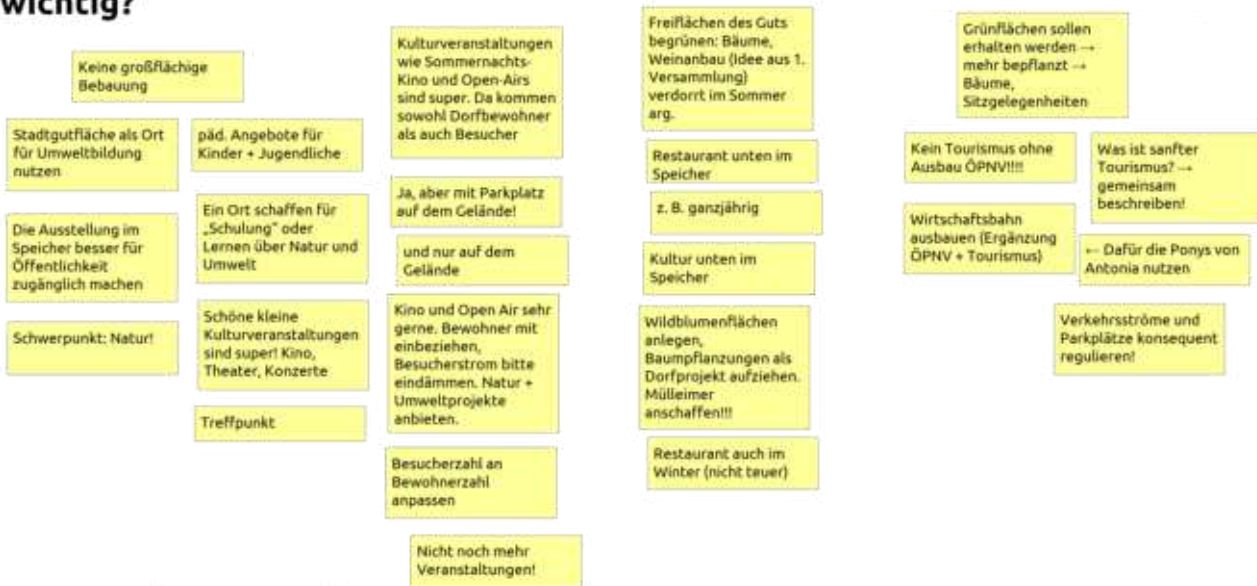 wichtig?
Keine großflächige
Bebauung
Stadtgutfläche als Ort
für Umweltbildung
nutzen
Die Ausstellung im
Speicher besser für
Öffentlichkeit
zugänglich machen
Schwerpunkt: Natur!
päd. Angebote für
Kinder + Jugendliche
Ein Ort schaffen für
„Schulung“ oder
Lernen über Natur und
Umwelt
Schöne kleine
Kulturveranstaltungen
sind super! Kino,
Theater, Konzerte
Treffpunkt
Kulturveranstaltungen
wie Sommernachts-
Kino und Open-Airs
sind super. Da kommen
sowohl Dorfbewohner
als auch Besucher
Ja, aber mit Parkplatz
auf dem Gelände!
und nur auf dem
Gelände
Kino und Open Air sehr
gerne. Bewohner mit
einbeziehen,
Besucherstrom bitte
eindämmen. Natur +
Umweltprojekte
anbieten.
Besucherzahl an
Bewohnerzahl
anpassen
Nicht noch mehr
Veranstaltungen!
Freiflächen des Guts
begrünen: Bäume,
Weinanbau (Idee aus 1.
Versammlung)
verdorrt im Sommer
arg.
Restaurant unten im
Speicher
z. B. ganzjährig
Kultur unten im
Speicher
Wildblumenflächen
anlegen,
Baumpflanzungen als
Dorfprojekt aufziehen.
Mülleimer
anschaffen!!!
Restaurant auch im
Winter (nicht teuer)
Grünflächen sollen
erhalten werden →
mehr bepflanzt →
Bäume,
Sitzgelegenheiten
Kein Tourismus ohne
Ausbau ÖPNV!!!!
Was ist sanfter
Tourismus? →
gemeinsam
beschreiben!
Wirtschaftsbahn
ausbauen (Ergänzung
ÖPNV + Tourismus)
← Dafür die Ponys von
Antonia nutzen
Verkehrsströme und
Parkplätze konsequent
regulieren!